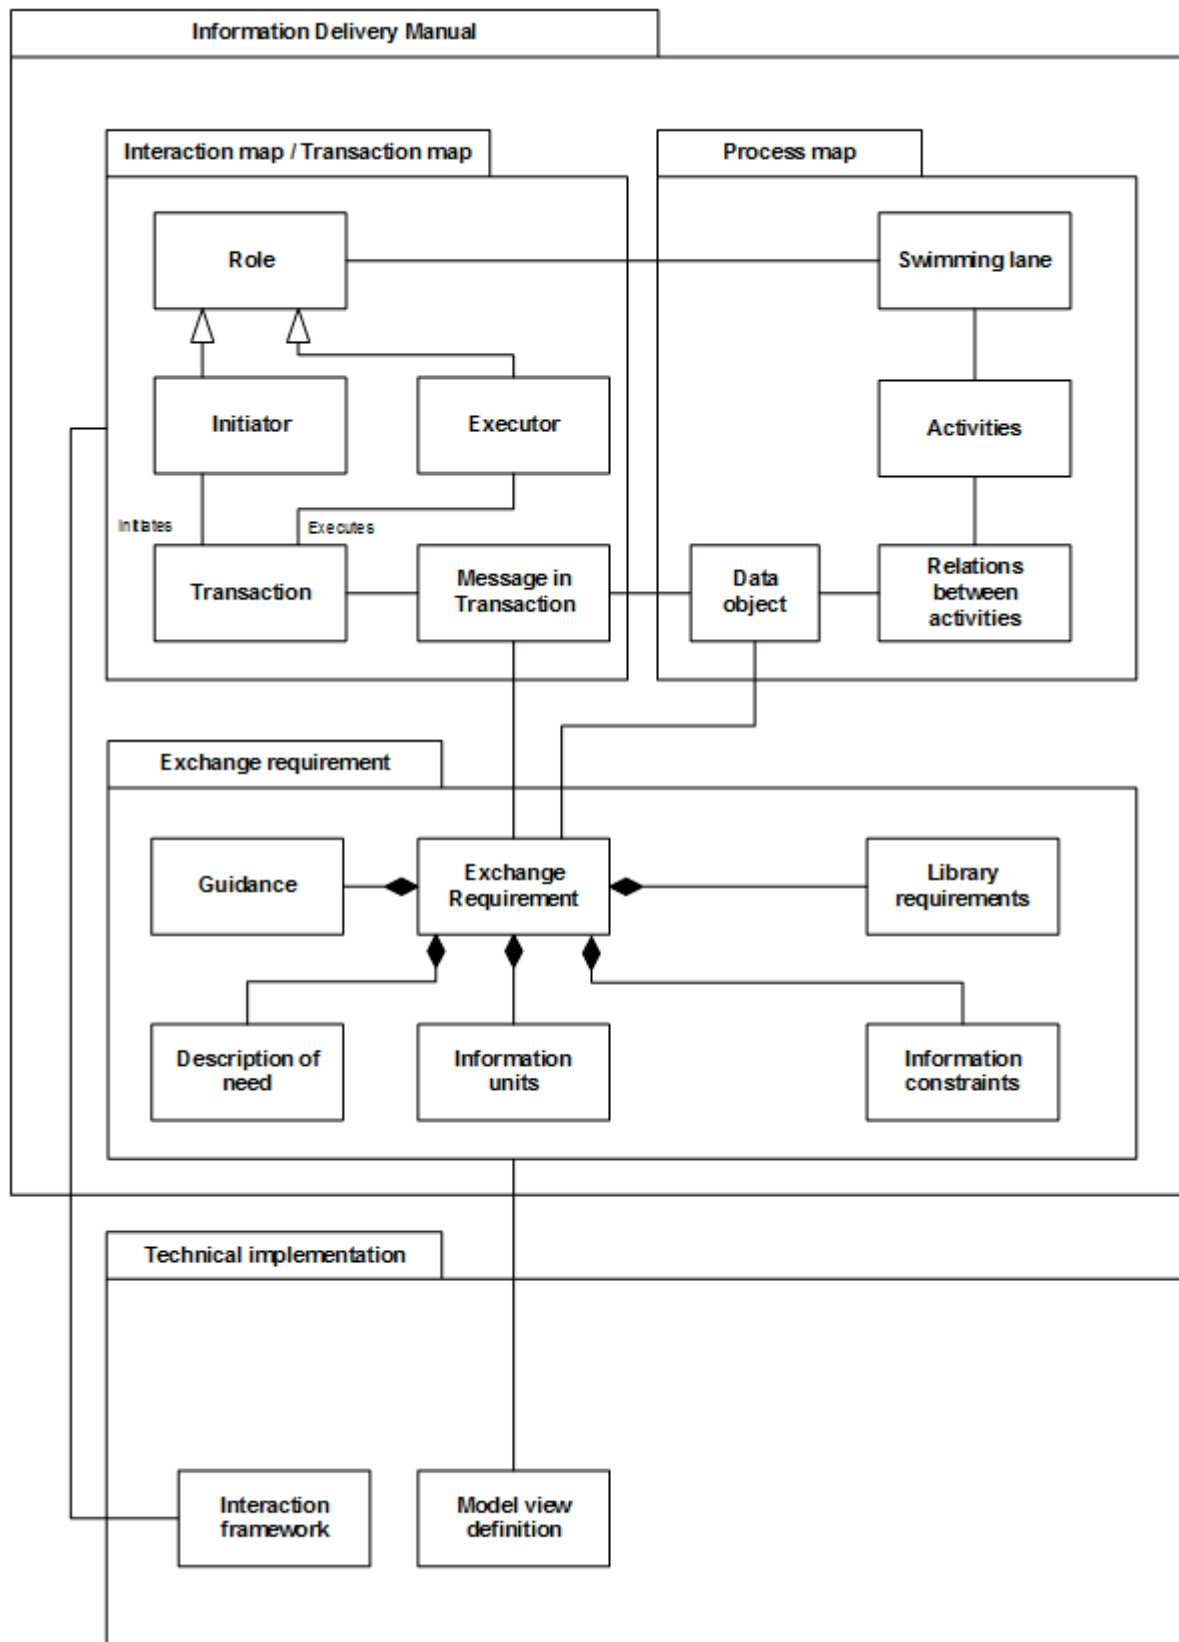 Information Delivery Manual
Interaction map / Transaction map
Process map
Role
Swimming lane
Initiator
Executor
Activities
Initiates
Executes
Transaction
Message in
Transaction
Data
object
Relations
between
activities
Exchange requirement
Guidance
Exchange
Requirement
Library
requirements
Description of
need
Information
units
Information
constraints
Technical implementation
Interaction
framework
Model view
definition